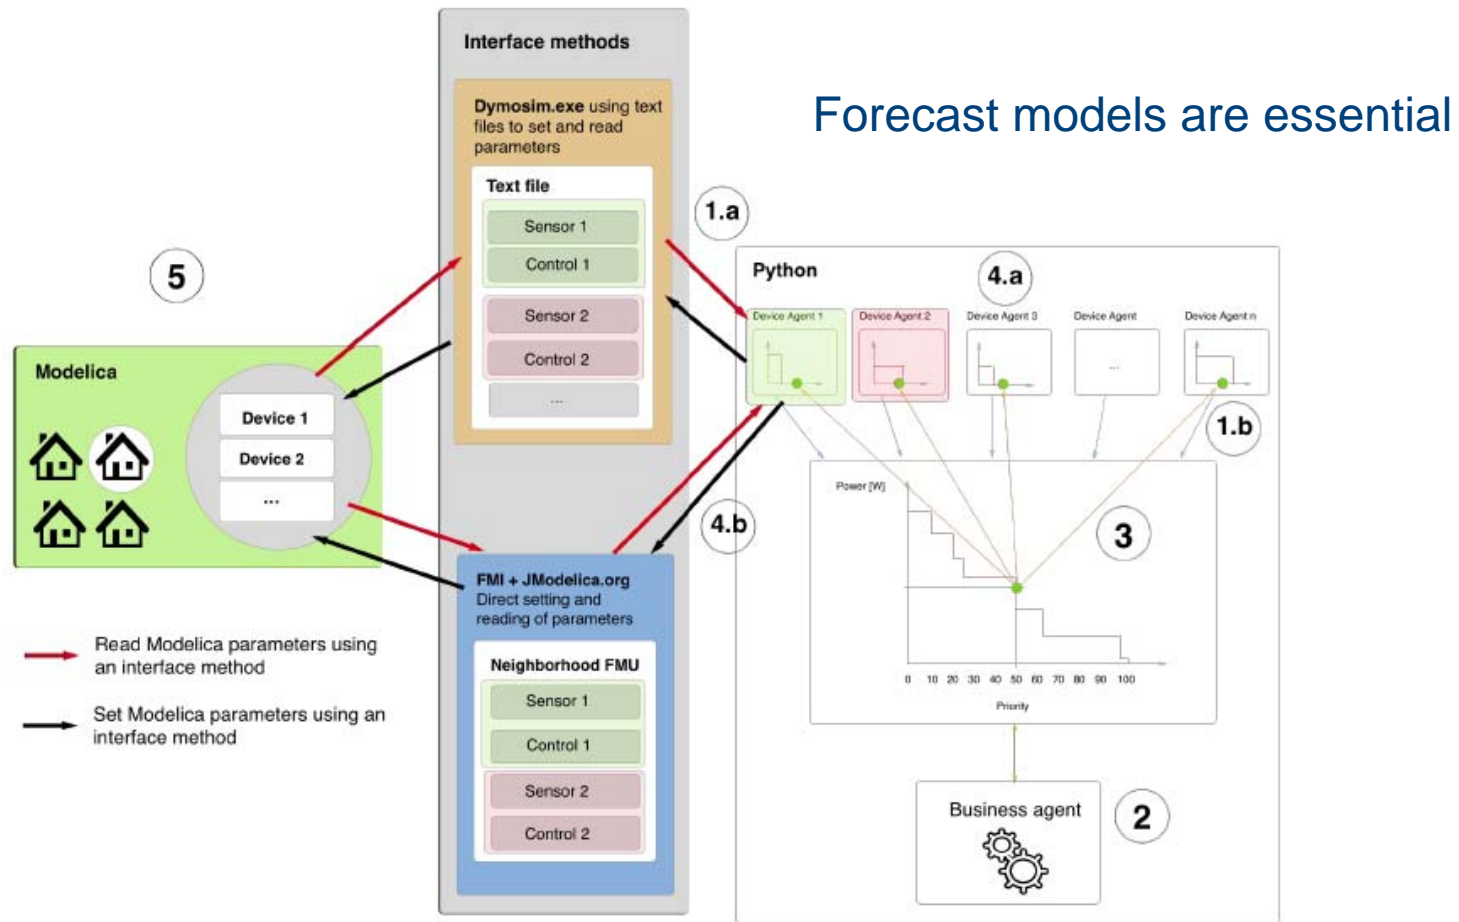 Forecast models are essential
Interface methods
Dymosim.exe using text
files to set and read
parameters
Text file
Sensor 1
Control 1
Sensor 2
Control 2
...
1.a
5
Modelica
Device 1
Device 2
...
Python
4.a
Device Agent 1
Device Agent 2
Device Agent 3
Device Agent
Device Agent n
...
1.b
Power [W]
3
0 10 20 30 40 50 60 70 80 90 100
Priority
4.b
FMI + JModelica.org
Direct setting and
reading of parameters
Neighborhood FMU
Sensor 1
Control 1
Sensor 2
Control 2
Read Modelica parameters using
an interface method
Set Modelica parameters using an
interface method
Business agent
2